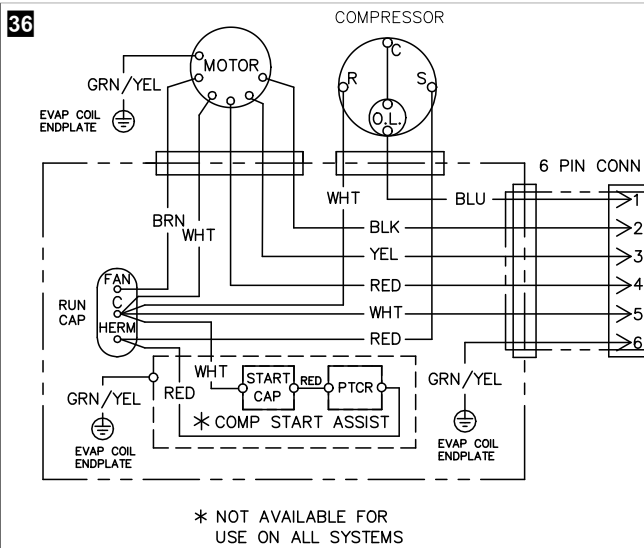 36
COMPRESSOR
MOTOR
C
R
S
O.L.
GRN/YEL
EVAP COIL
ENDPLATE
6 PIN CONN
WHT
BLU
1
BRN
WHT
BLK
2
YEL
3
FAN
RED
4
RUN
CAP
C
WHT
5
HERM
RED
6
WHT
START
CAP
RED
PTCR
GRN/YEL
RED
GRN/YEL
* COMP START ASSIST
EVAP COIL
ENDPLATE
EVAP COIL
ENDPLATE
* NOT AVAILABLE FOR
USE ON ALL SYSTEMS